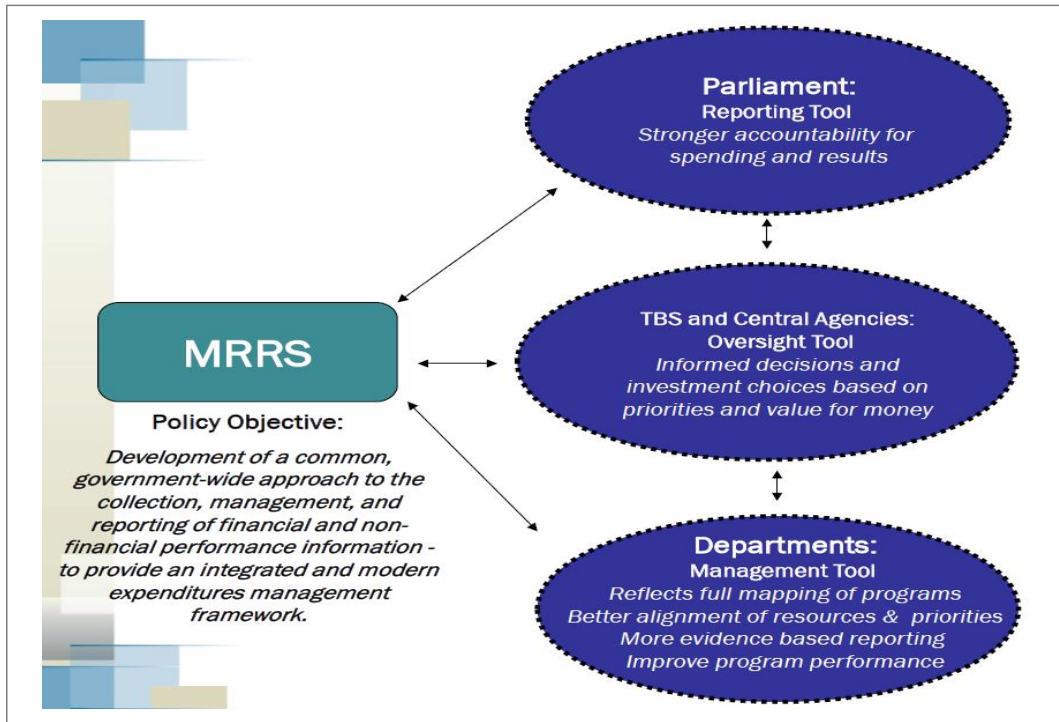 Parliament:
Reporting Tool
Stronger accountability for
spending and results
MRRS
Policy Objective:
Development of a common,
government-wide approach to the
collection, management, and
reporting of financial and non-
financial performance information -
to provide an integrated and modern
expenditures management
framework.
TBS and Central Agencies:
Oversight Tool
Informed decisions and
investment choices based on
priorities and value for money
Departments:
Management Tool
Reflects full mapping of programs
Better alignment of resources & priorities
More evidence based reporting
Improve program performance